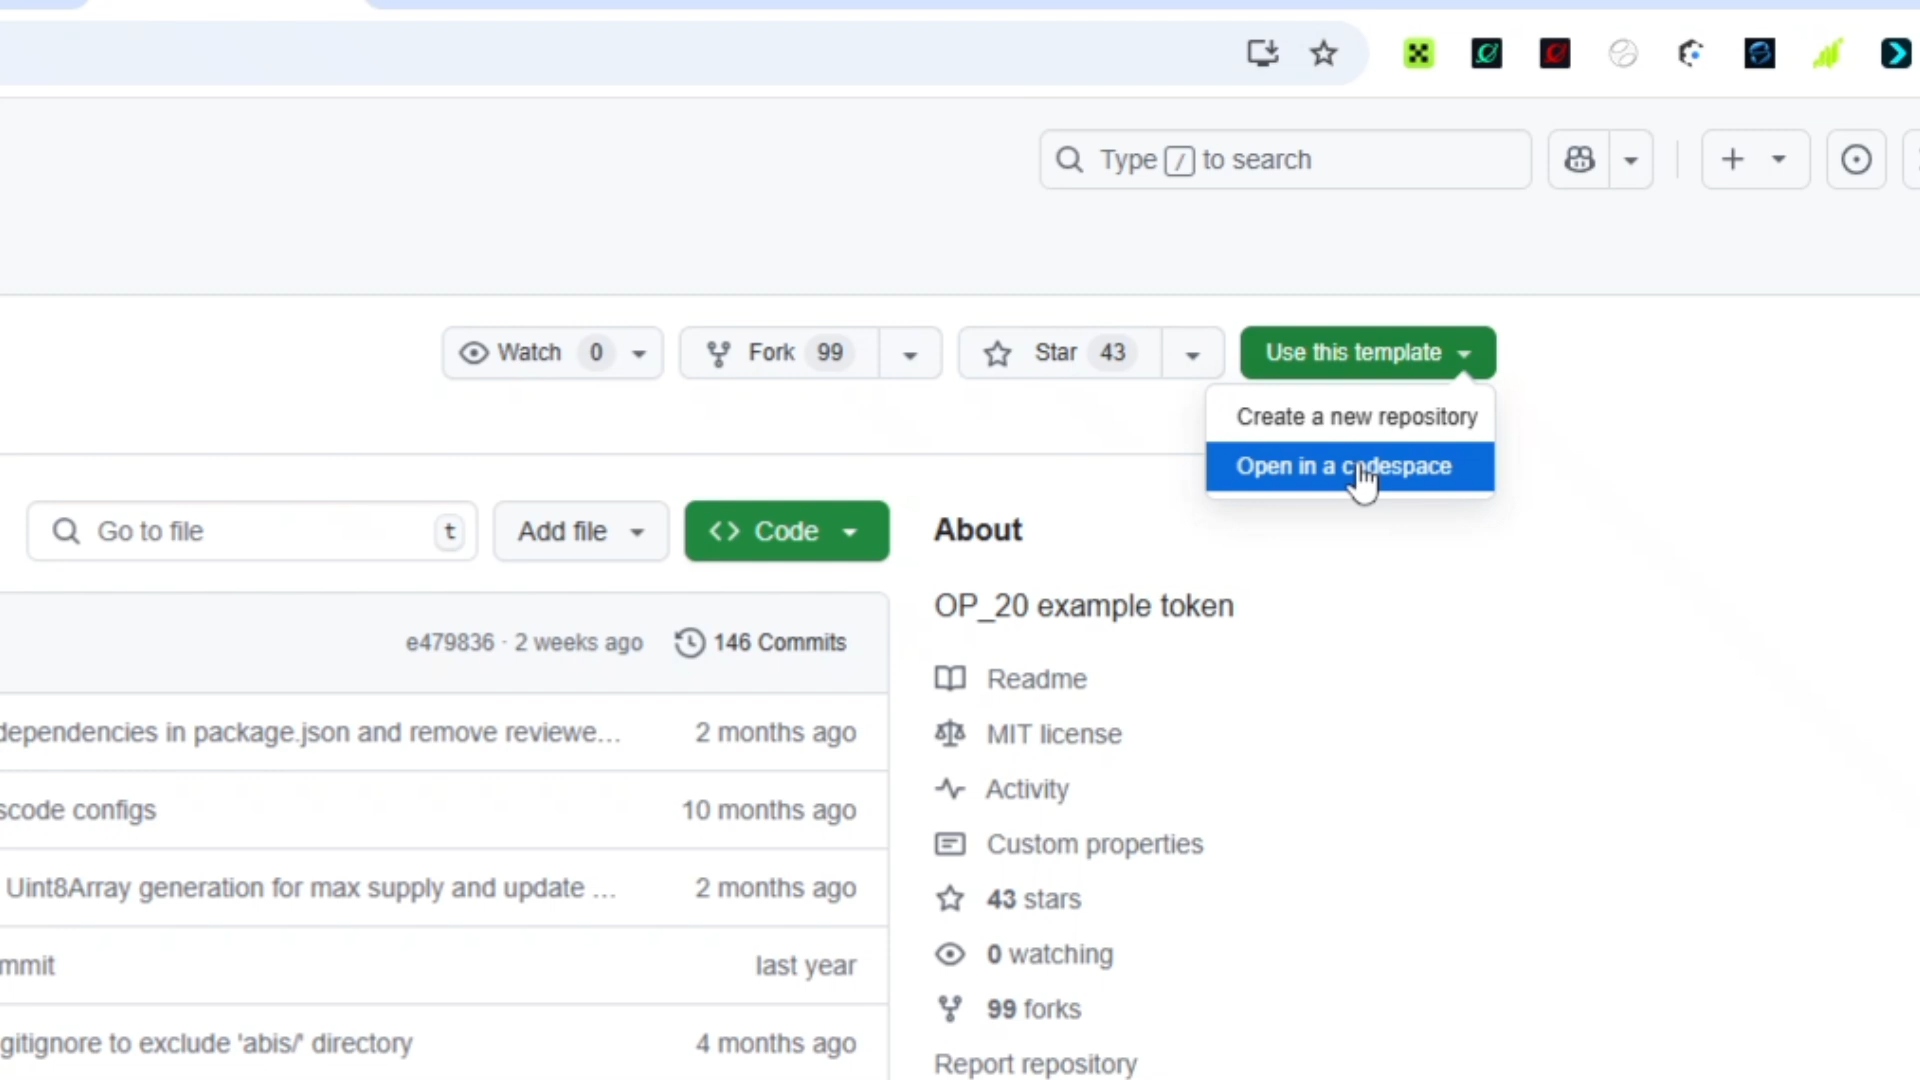 Type / to search
Watch 0
Fork 99
Star 43
Use this template
Create a new repository
Open in a codespace
Go to file t
Add file
Code
About
OP_20 example token
e479836 · 2 weeks ago 146 Commits
Readme
dependencies in package.json and remove reviewe... 2 months ago
MIT license
Activity
scode configs 10 months ago
Custom properties
Uint8Array generation for max supply and update ... 2 months ago
43 stars
0 watching
mmit last year
99 forks
gitignore to exclude 'abis/' directory 4 months ago
Report repository